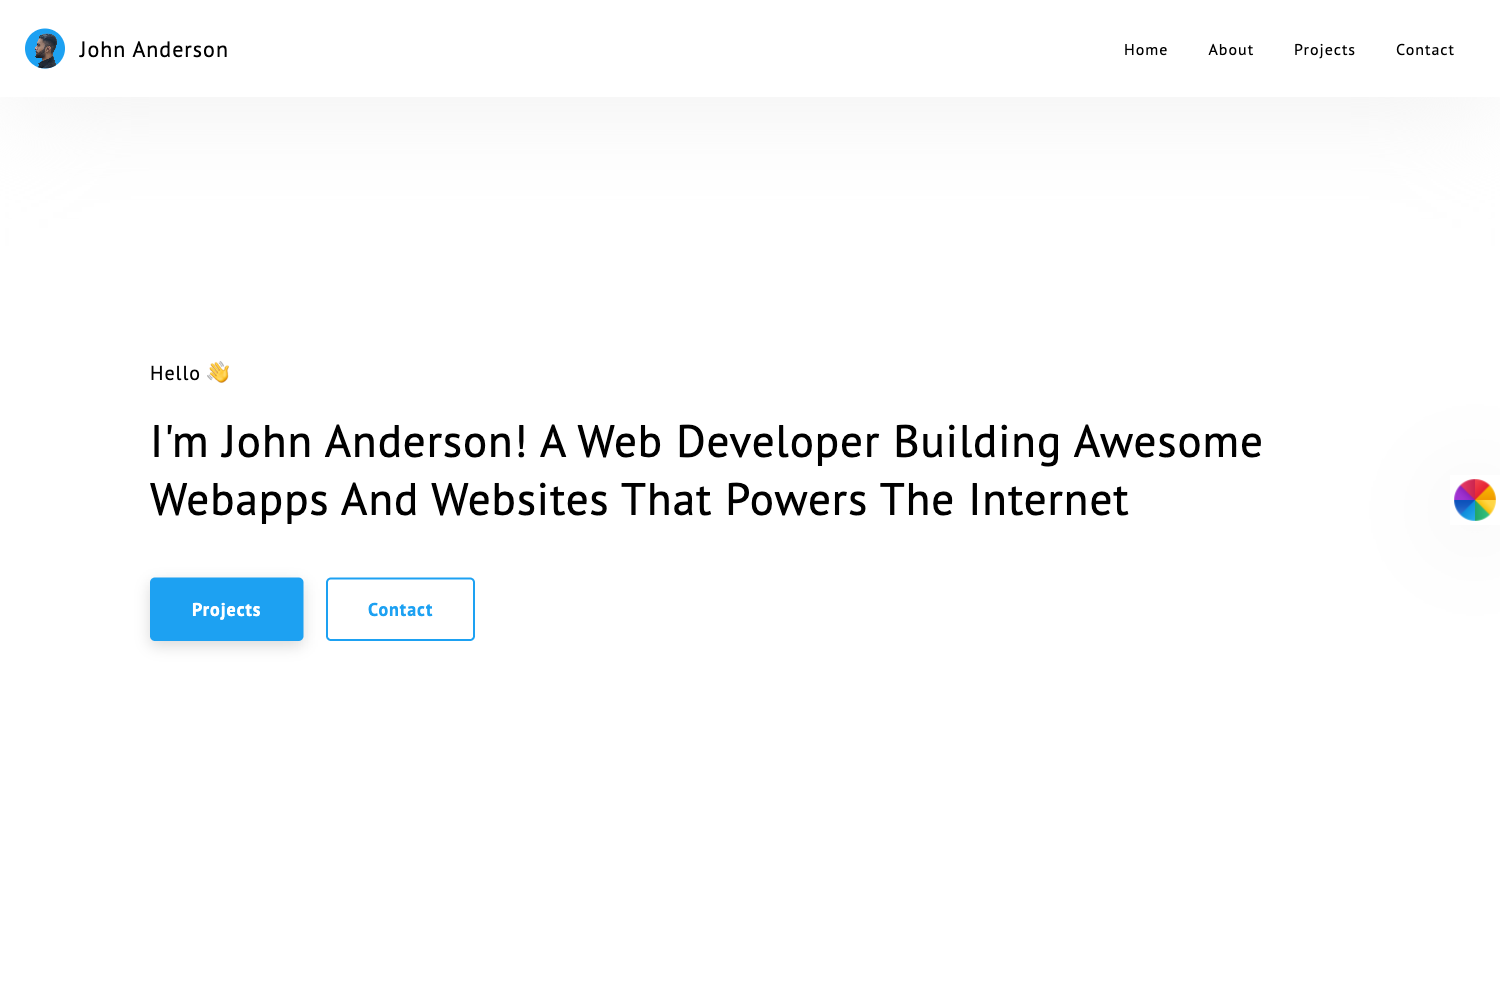 John Anderson
Home About Projects Contact
Hello 👋
I'm John Anderson! A Web Developer Building Awesome
Webapps And Websites That Powers The Internet
Projects Contact